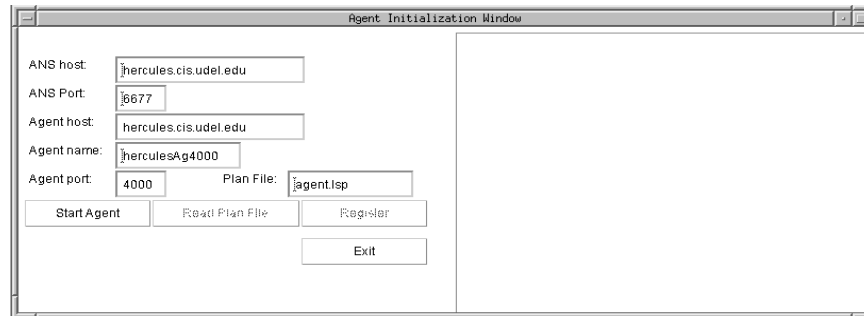 Agent Initialization Window
ANS host: hercules.cis.udel.edu
ANS Port: 6677
Agent host: hercules.cis.udel.edu
Agent name: herculesAg4000
Agent port: 4000 Plan File: agent.lsp
Start Agent Read Plan File Register
Exit